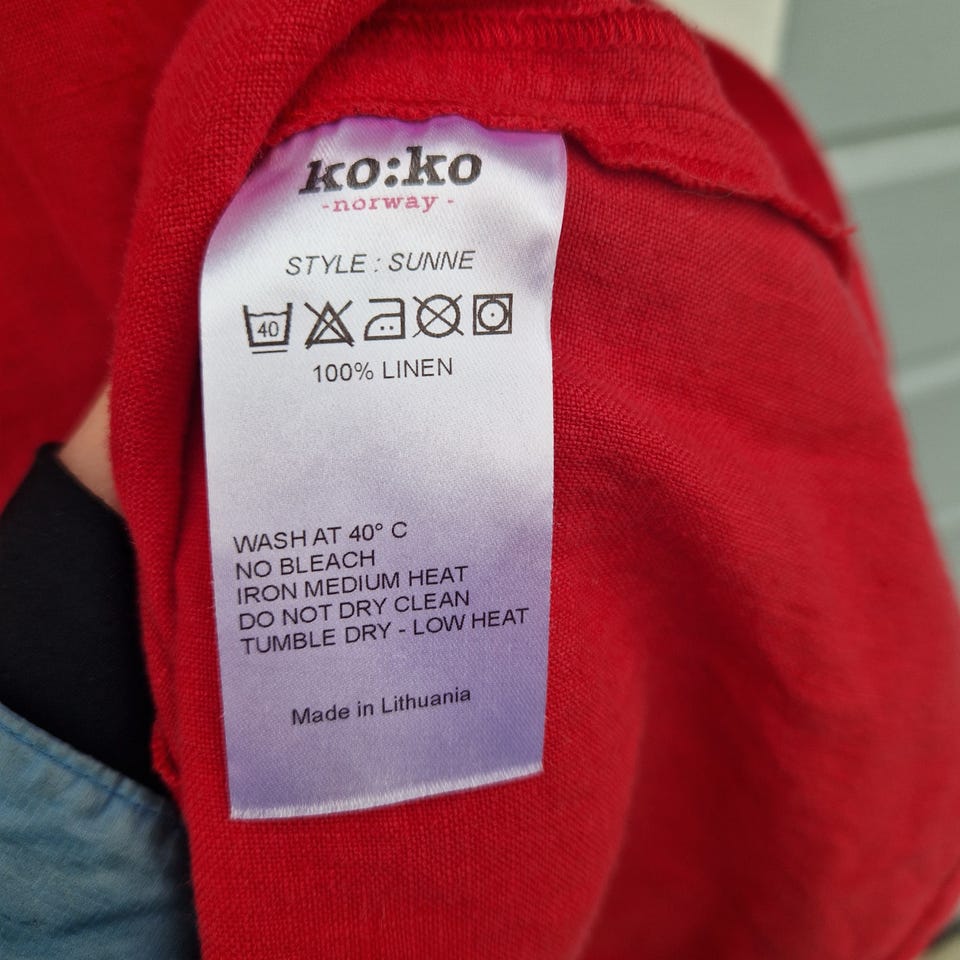 ko:ko
-norway-
STYLE : SUNNE
40
100% LINEN
WASH AT 40° C
NO BLEACH
IRON MEDIUM HEAT
DO NOT DRY CLEAN
TUMBLE DRY - LOW HEAT
Made in Lithuania